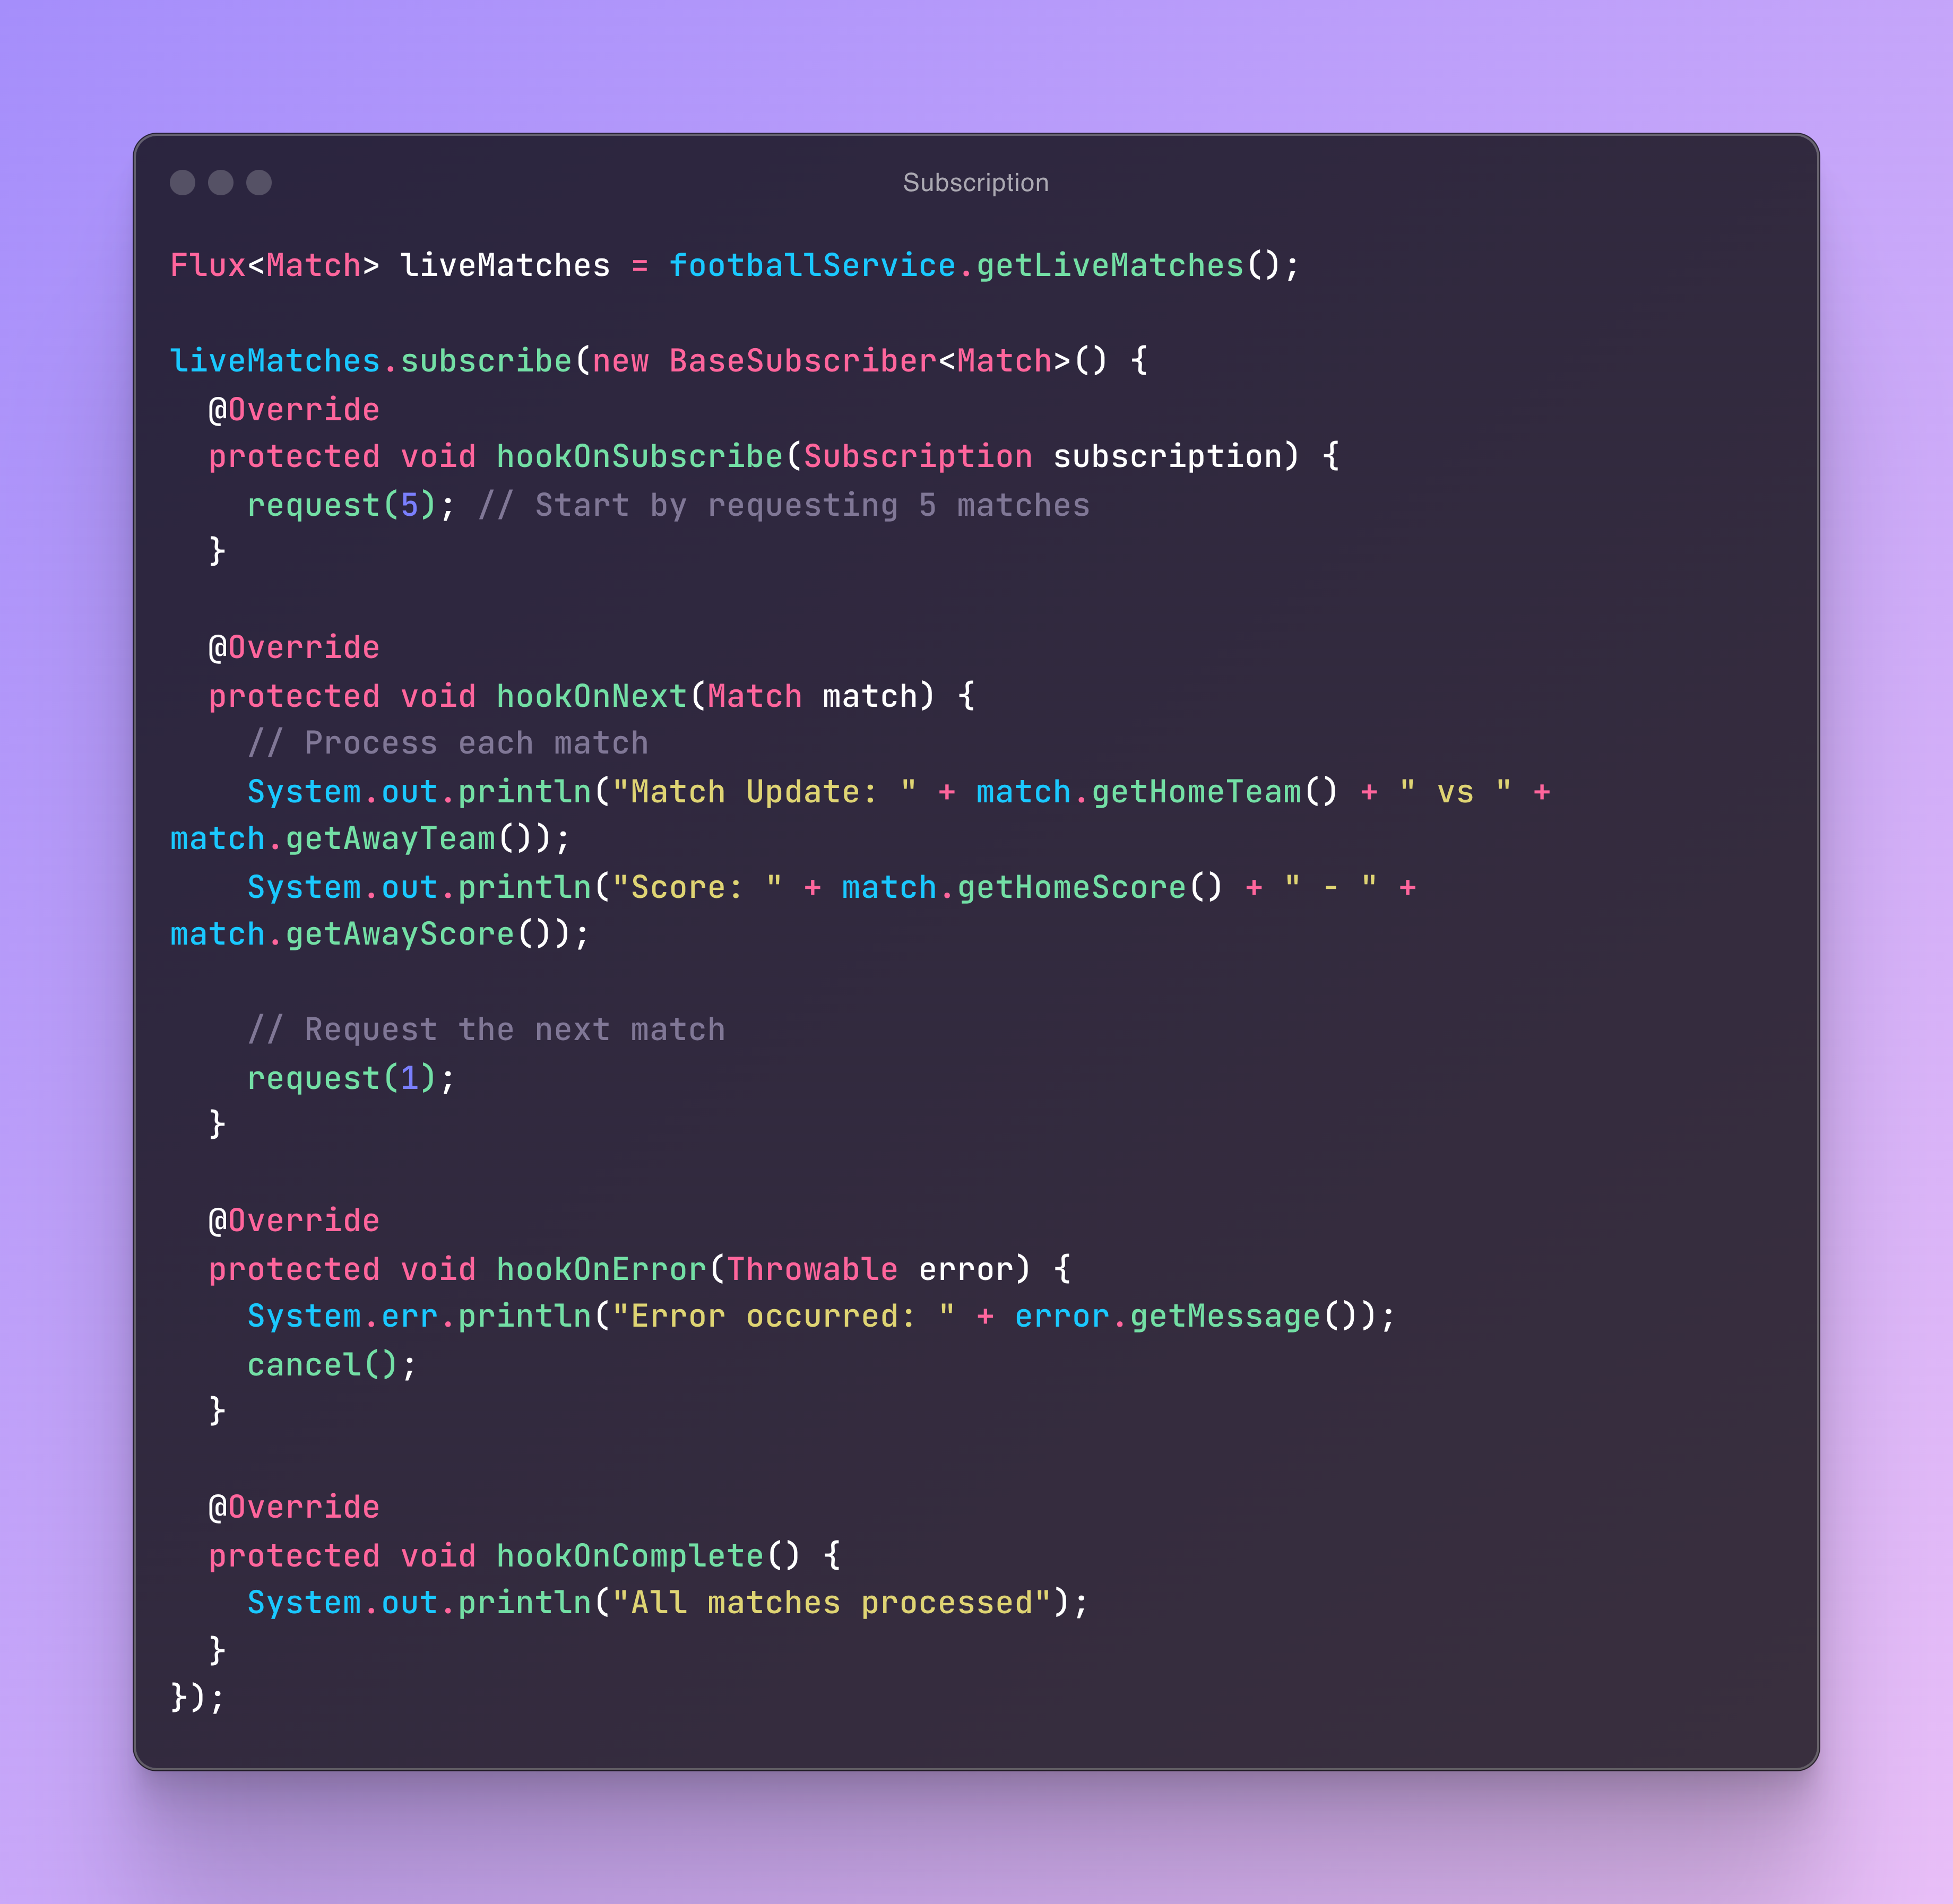 Subscription
Flux<Match> liveMatches = footballService.getLiveMatches();
liveMatches.subscribe(new BaseSubscriber<Match>() {
  @Override
  protected void hookOnSubscribe(Subscription subscription) {
    request(5); // Start by requesting 5 matches
  }
  @Override
  protected void hookOnNext(Match match) {
    // Process each match
    System.out.println("Match Update: " + match.getHomeTeam() + " vs " +
match.getAwayTeam());
    System.out.println("Score: " + match.getHomeScore() + " - " +
match.getAwayScore());
    // Request the next match
    request(1);
  }
  @Override
  protected void hookOnError(Throwable error) {
    System.err.println("Error occurred: " + error.getMessage());
    cancel();
  }
  @Override
  protected void hookOnComplete() {
    System.out.println("All matches processed");
  }
});